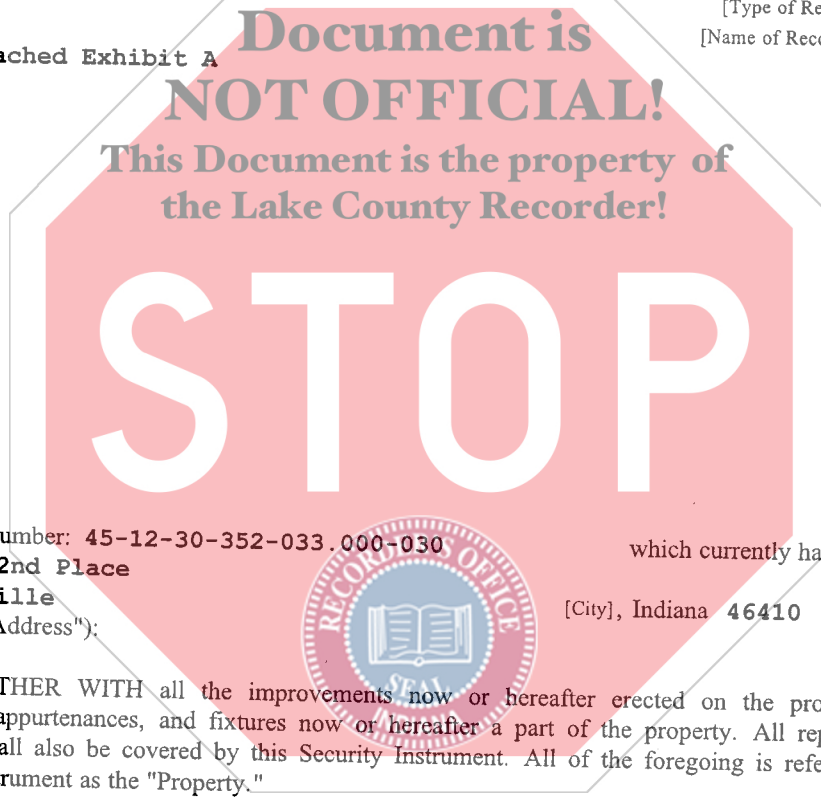 [Type of Re
[Name of Reco
ached Exhibit A
Document is
NOT OFFICIAL!
This Document is the property of
the Lake County Recorder!
STOP
umber: 45-12-30-352-033.000-030
which currently ha
2nd Place
ille
[City], Indiana 46410
Address"):
RECORDER'S OFFICE
SEAL
THER WITH all the improvements now or hereafter erected on the pro
appurtenances, and fixtures now or hereafter a part of the property. All rep
all also be covered by this Security Instrument. All of the foregoing is refe
rument as the "Property."